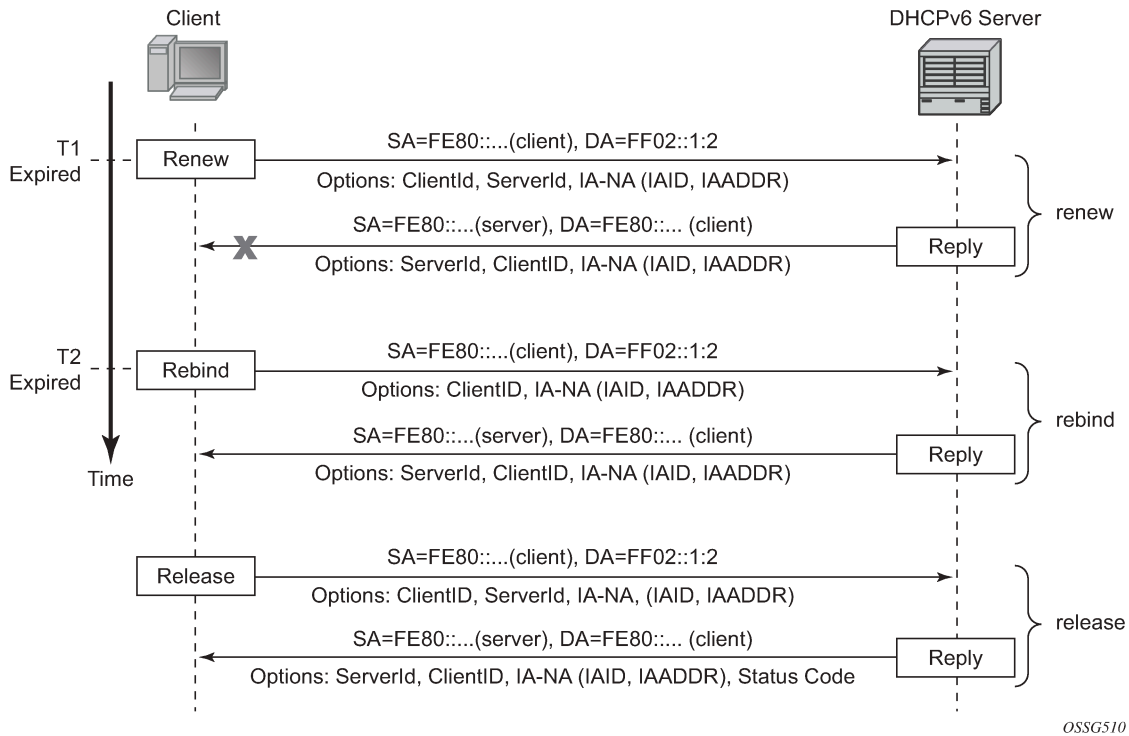 Client
DHCPv6 Server
T1
Expired
Renew
SA=FE80::...(client), DA=FF02::1:2
Options: ClientId, ServerId, IA-NA (IAID, IAADDR)
SA=FE80::...(server), DA=FE80::... (client)
X
Reply
Options: ServerId, ClientID, IA-NA (IAID, IAADDR)
renew
T2
Expired
Rebind
SA=FE80::...(client), DA=FF02::1:2
Options: ClientID, IA-NA (IAID, IAADDR)
SA=FE80::...(server), DA=FE80::... (client)
Reply
Options: ServerId, ClientID, IA-NA (IAID, IAADDR)
rebind
Time
Release
SA=FE80::...(client), DA=FF02::1:2
Options: ClientID, ServerId, IA-NA, (IAID, IAADDR)
SA=FE80::...(server), DA=FE80::... (client)
Reply
Options: ServerId, ClientID, IA-NA (IAID, IAADDR), Status Code
release
OSSG510